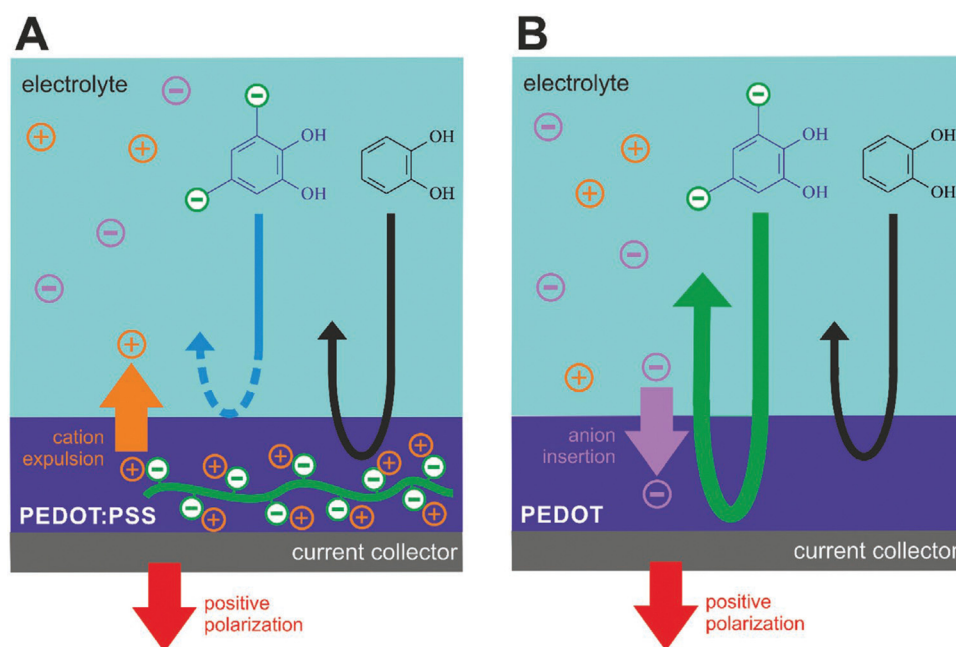 A
electrolyte
OH
OH
OH
OH
cation
expulsion
PEDOT:PSS
current collector
positive
polarization
B
electrolyte
OH
OH
OH
OH
anion
insertion
PEDOT
current collector
positive
polarization